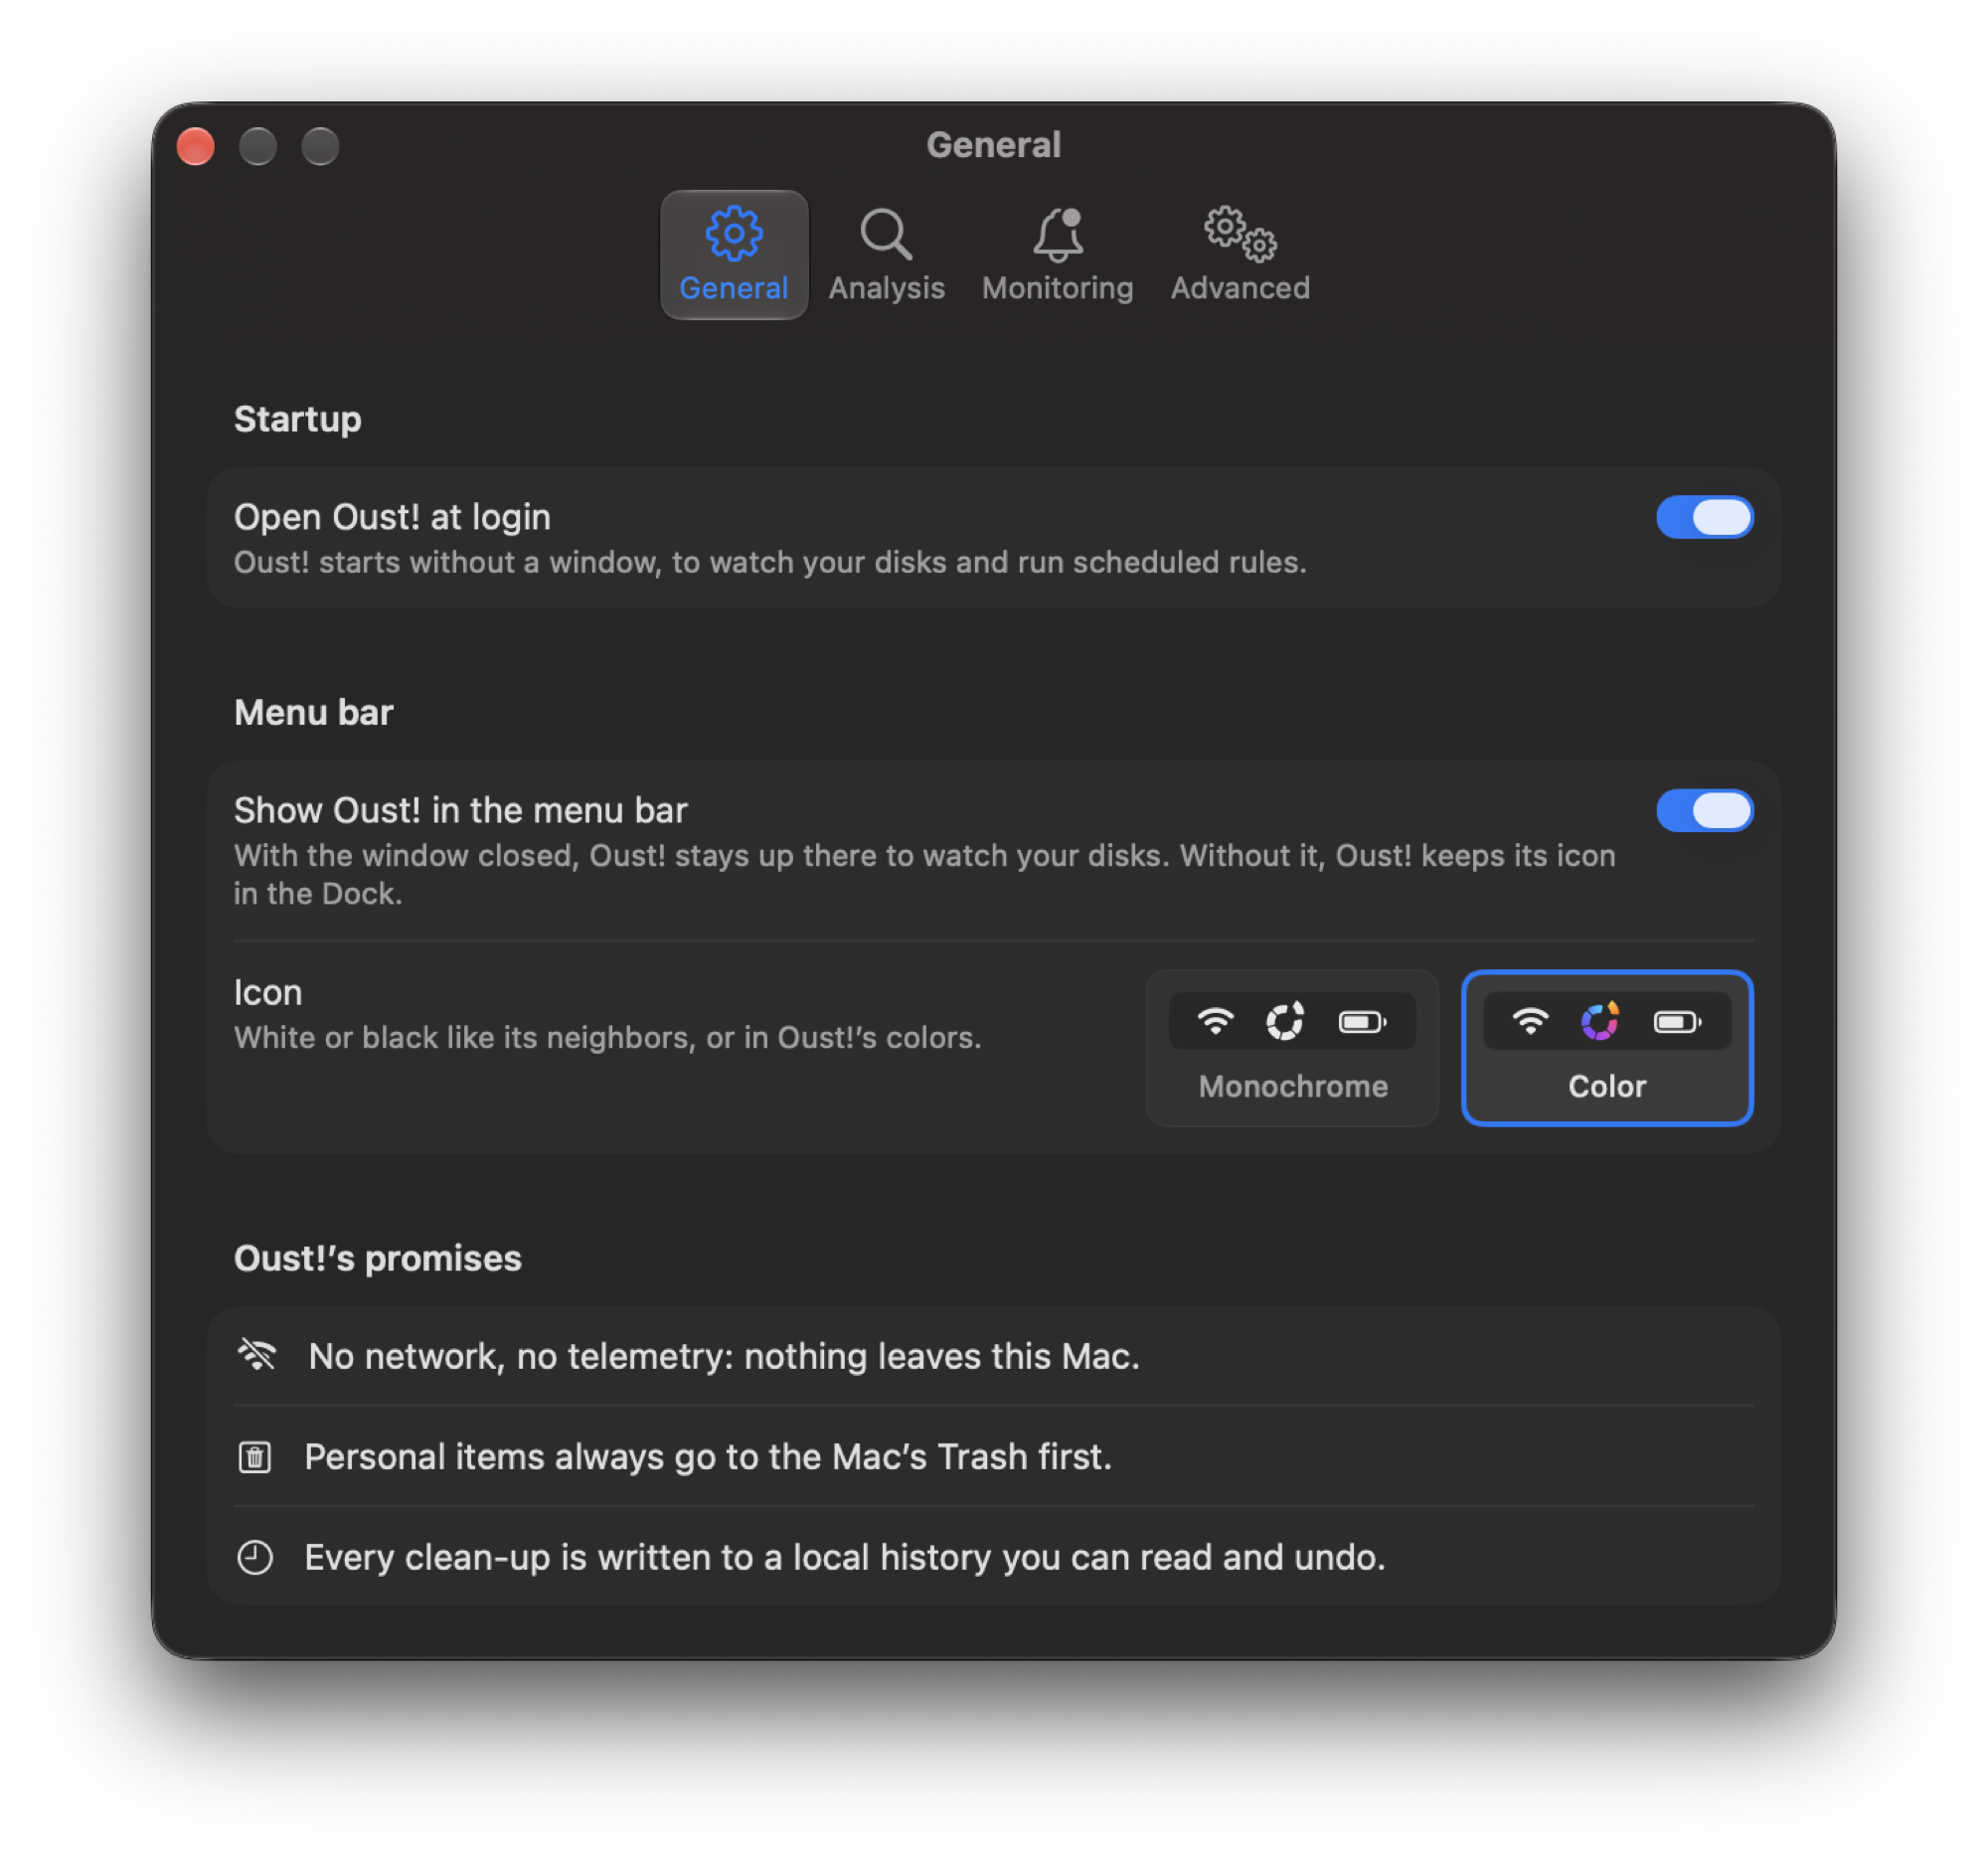 General
General
Analysis
Monitoring
Advanced
Startup
Open Oust! at login
Oust! starts without a window, to watch your disks and run scheduled rules.
Menu bar
Show Oust! in the menu bar
With the window closed, Oust! stays up there to watch your disks. Without it, Oust! keeps its icon
in the Dock.
Icon
White or black like its neighbors, or in Oust!’s colors.
Monochrome
Color
Oust!’s promises
No network, no telemetry: nothing leaves this Mac.
Personal items always go to the Mac’s Trash first.
Every clean-up is written to a local history you can read and undo.